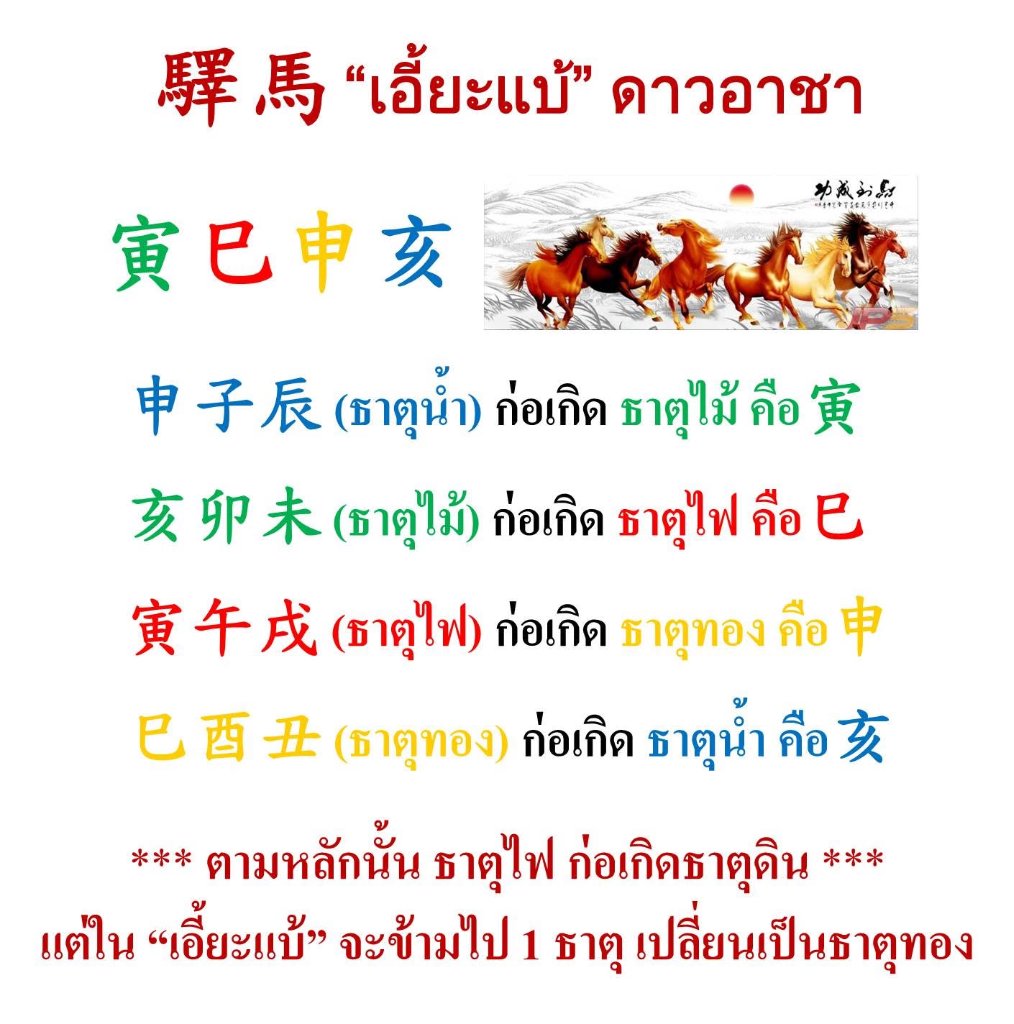 驛馬 “เอี้ยะแบ้” ดาวอาชา
寅巳申亥
馬到成功
JPS
申子辰 (ธาตุน้ำ) ก่อเกิด ธาตุไม้ คือ 寅
亥卯未 (ธาตุไม้) ก่อเกิด ธาตุไฟ คือ 巳
寅午戌 (ธาตุไฟ) ก่อเกิด ธาตุทอง คือ 申
巳酉丑 (ธาตุทอง) ก่อเกิด ธาตุน้ำ คือ 亥
*** ตามหลักนั้น ธาตุไฟ ก่อเกิดธาตุดิน ***
แต่ใน “เอี้ยะแบ้” จะข้ามไป 1 ธาตุ เปลี่ยนเป็นธาตุทอง